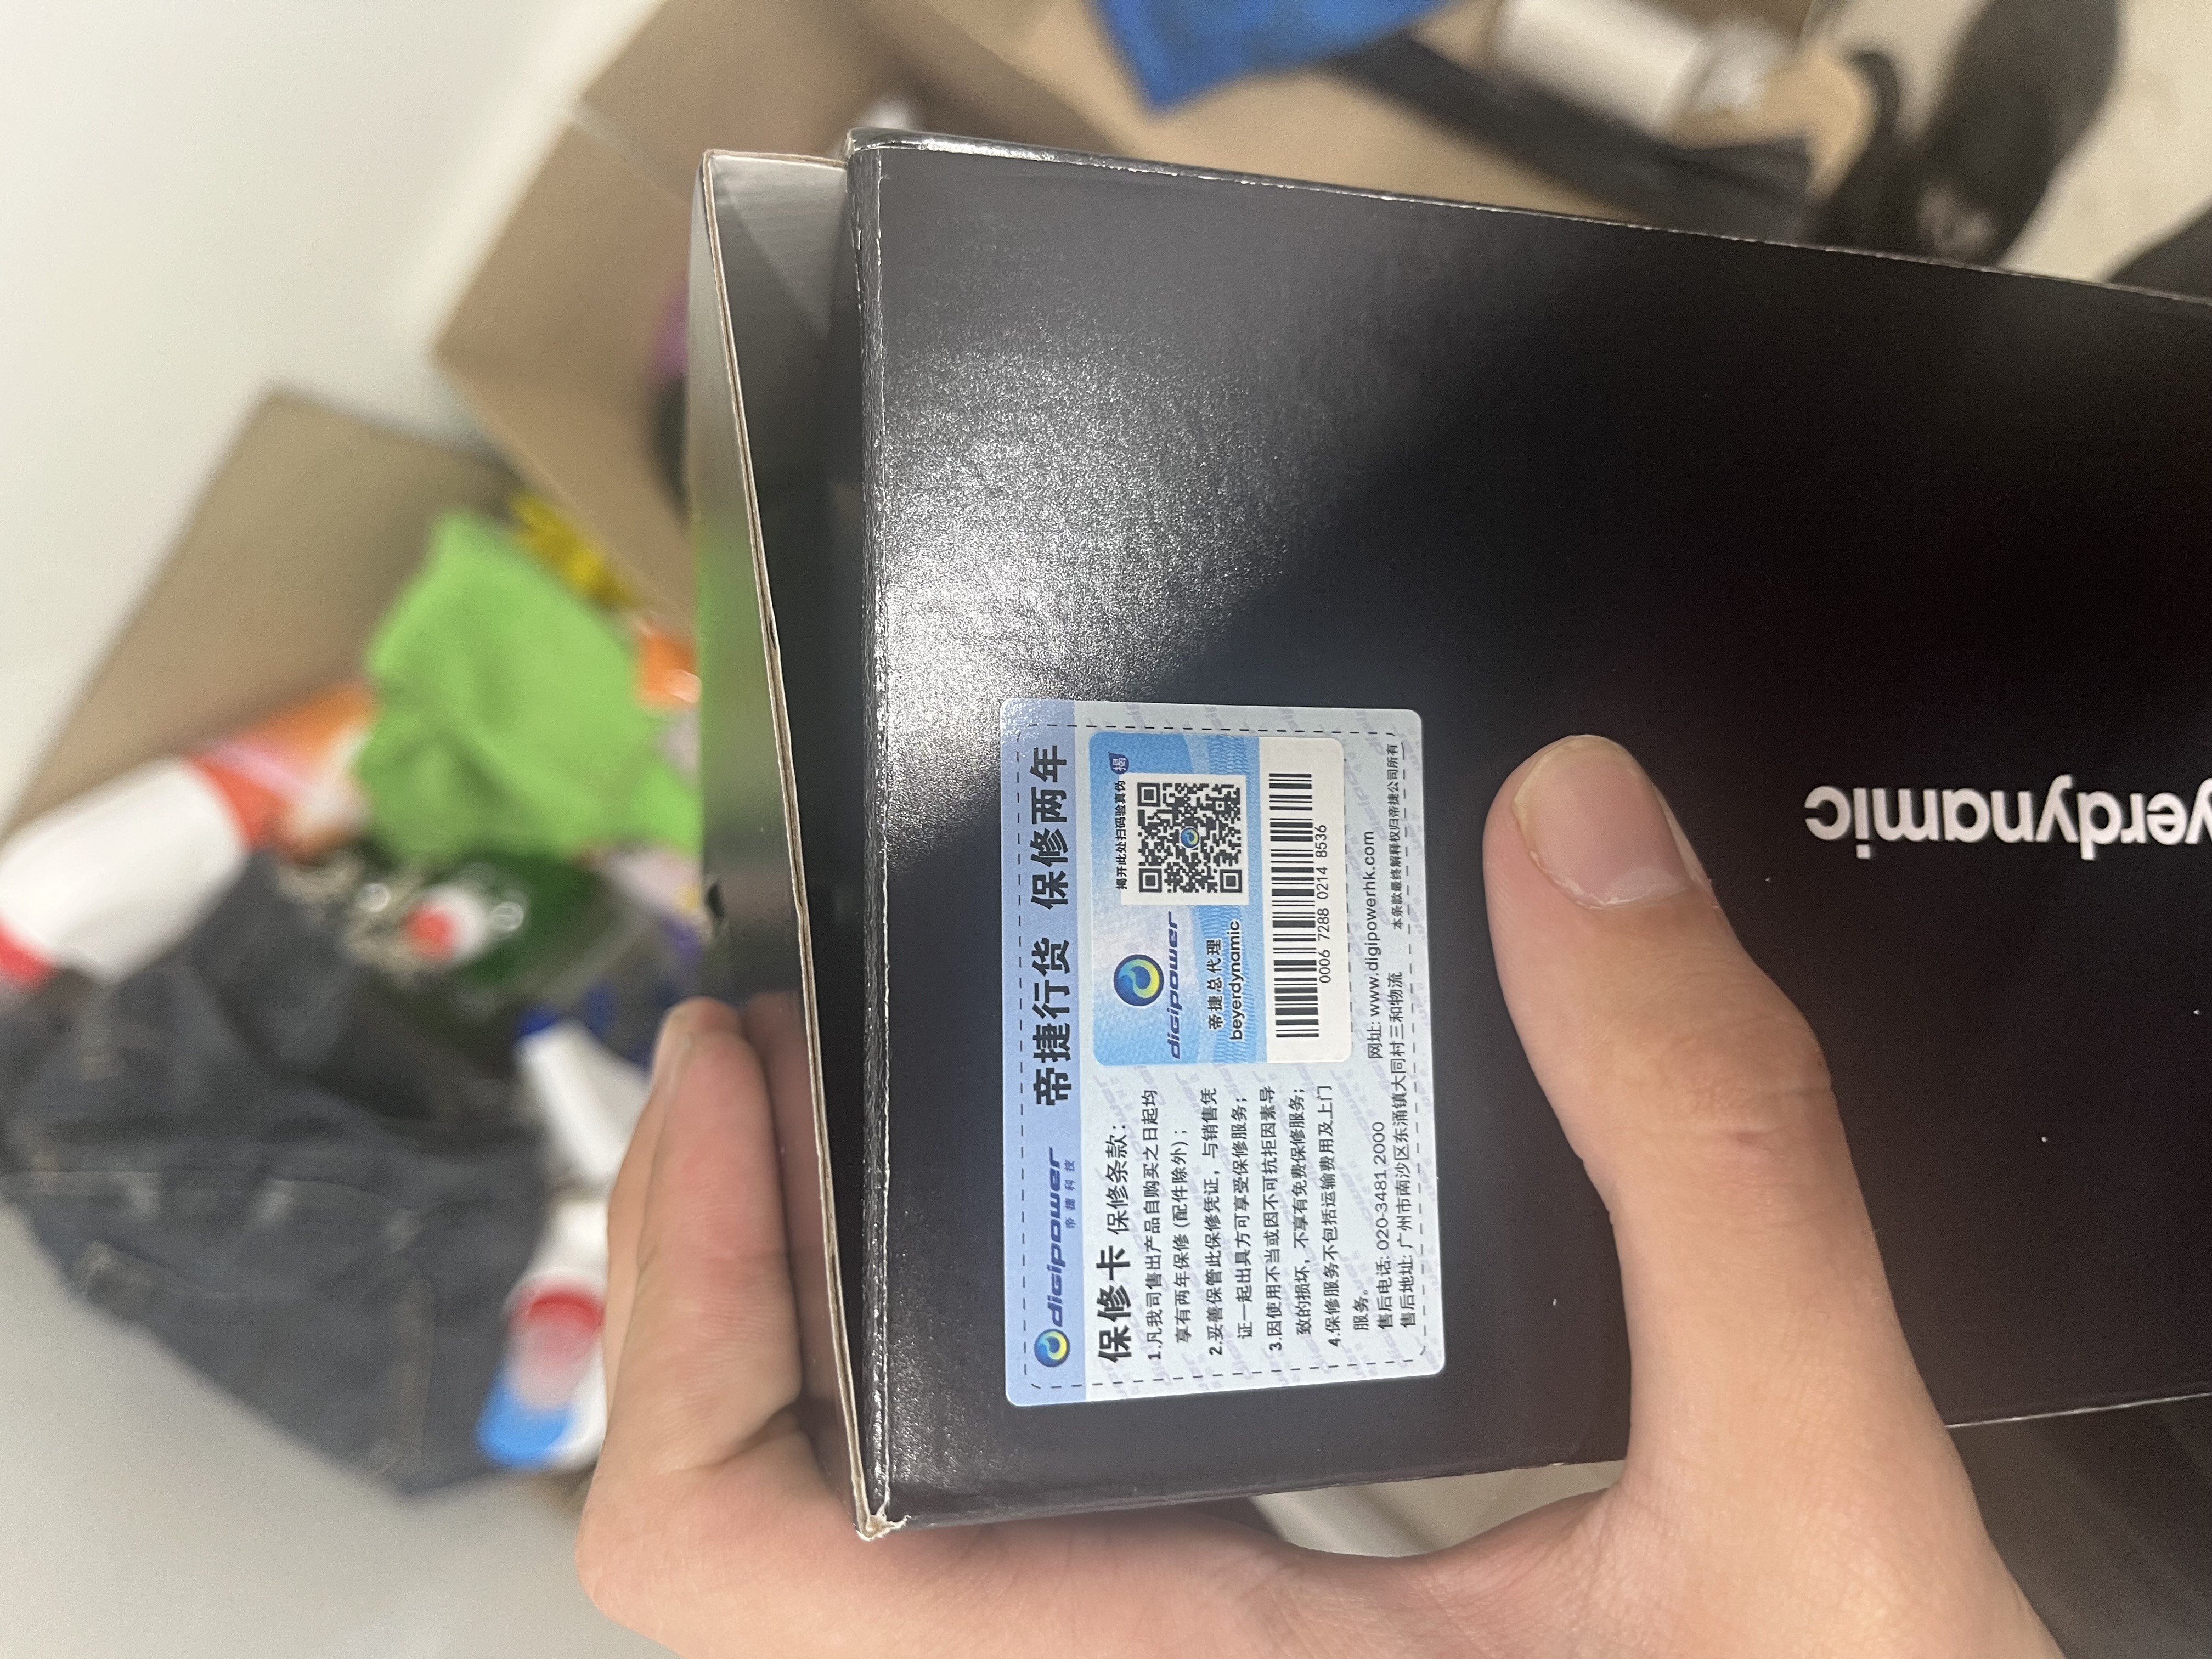 digipower
帝捷科技
帝捷行货 保修两年
保修卡 保修条款：
1.凡我司售出产品自购买之日起均
享有两年保修（配件除外）；
2.妥善保管此保修凭证，与销售凭
证一起出具方可享受保修服务；
3.因使用不当或因不可抗拒因素导
致的损坏，不享有免费保修服务；
4.保修服务不包括运输费用及上门
服务。
售后电话: 020-3481 2000
网址: www.digipowerhk.com
售后地址: 广州市南沙区东涌镇大同村三和物流
本条款最终解释权归帝捷公司所有
揭开此处扫码验真伪
揭
digipower
帝捷.总代理
beyerdynamic
0006 7288 0214 8536
yerdynamic